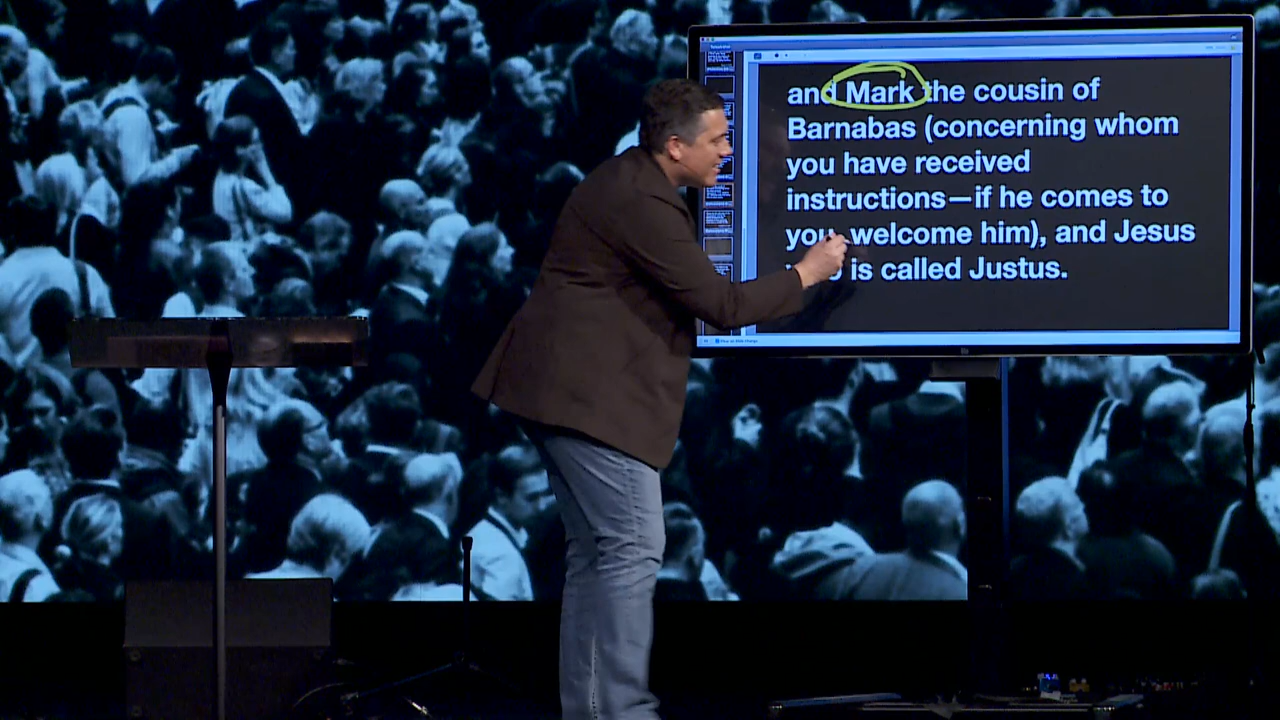 and Mark the cousin of
Barnabas (concerning whom
you have received
instructions—if he comes to
you, welcome him), and Jesus
is called Justus.